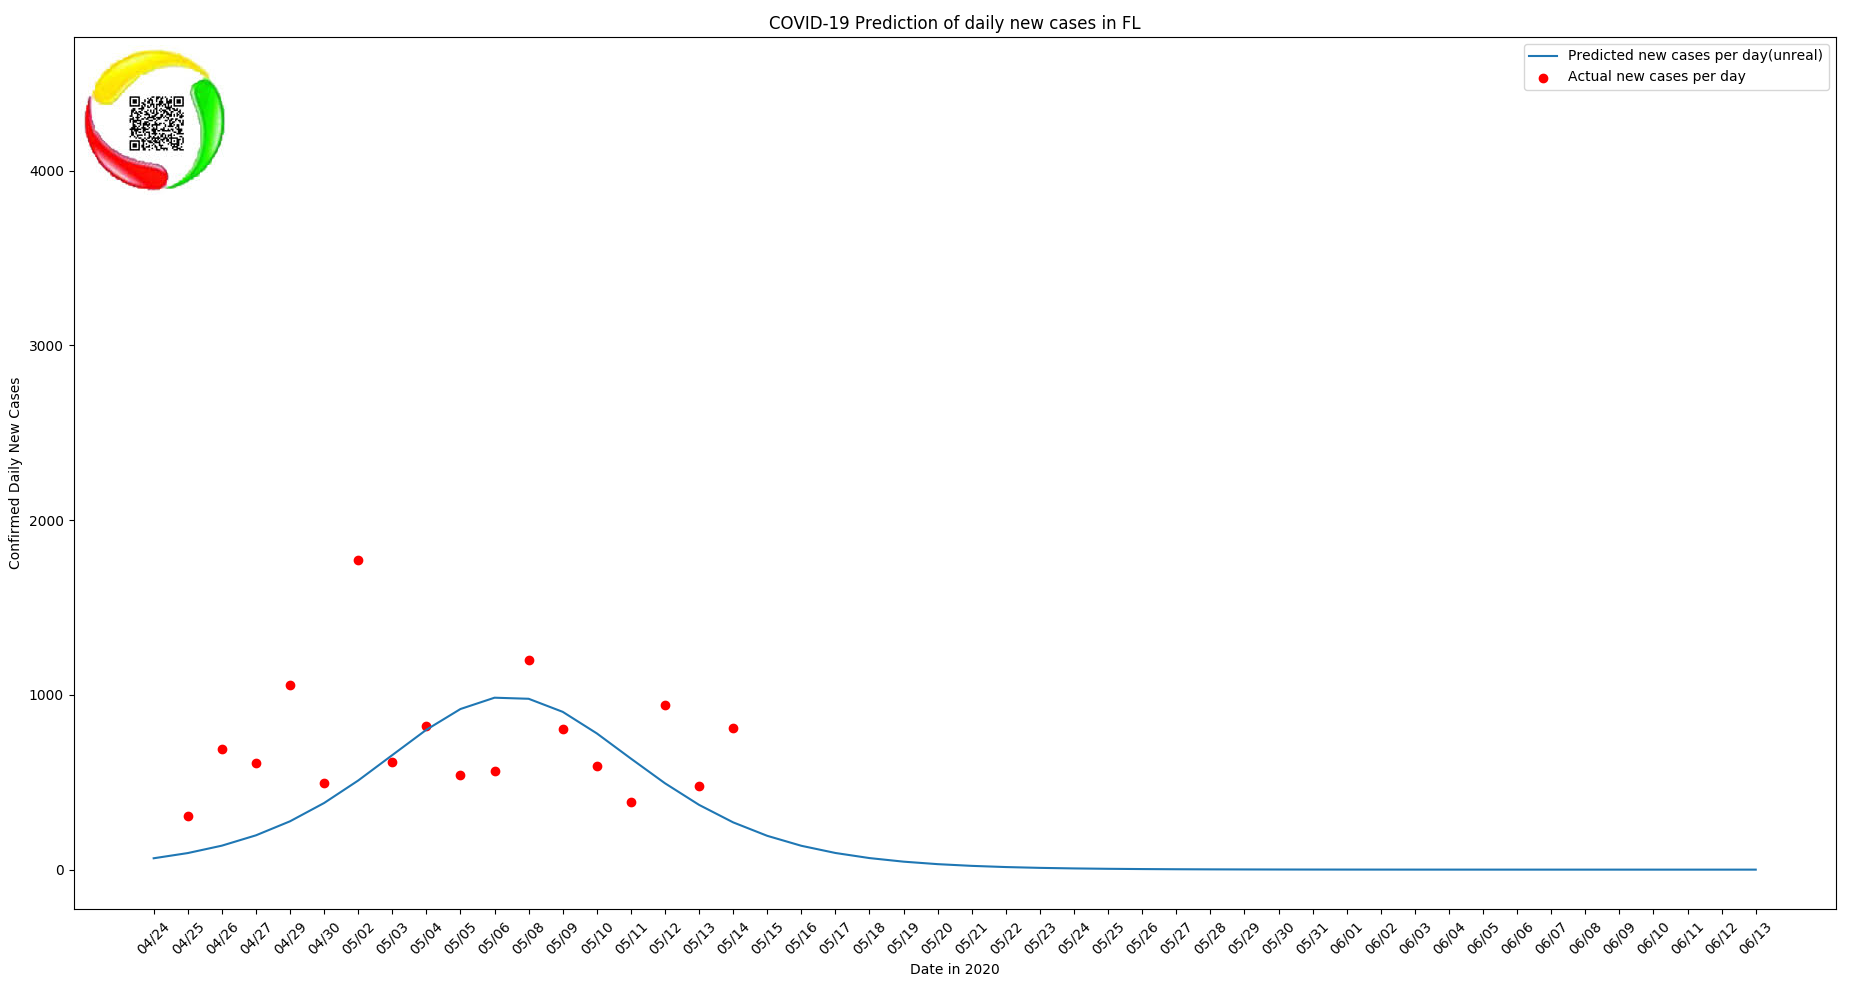 COVID-19 Prediction of daily new cases in FL
Predicted new cases per day(unreal)
Actual new cases per day
Confirmed Daily New Cases
4000
3000
2000
1000
0
04/24 04/25 04/26 04/27 04/29 04/30 05/02 05/03 05/04 05/05 05/06 05/08 05/09 05/10 05/11 05/12 05/13 05/14 05/15 05/16 05/17 05/18 05/19 05/20 05/21 05/22 05/23 05/24 05/25 05/26 05/27 05/28 05/29 05/30 05/31 06/01 06/02 06/03 06/04 06/05 06/06 06/07 06/08 06/09 06/10 06/11 06/12 06/13
Date in 2020